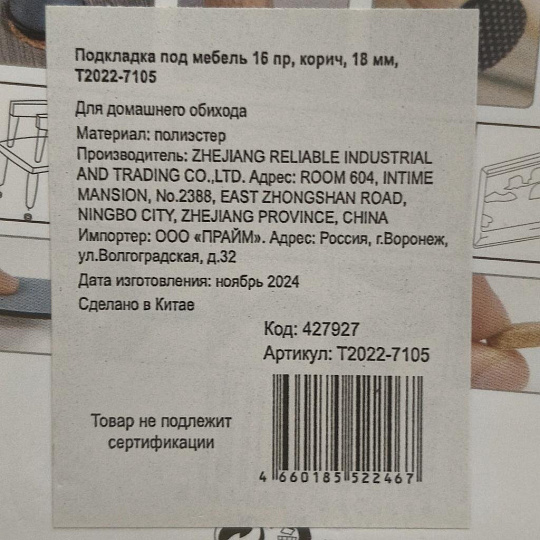 Подкладка под мебель 16 пр, корич, 18 мм,
Т2022-7105
Для домашнего обихода
Материал: полиэстер
Производитель: ZHEJIANG RELIABLE INDUSTRIAL
AND TRADING CO.,LTD. Адрес: ROOM 604, INTIME
MANSION, No.2388, EAST ZHONGSHAN ROAD,
NINGBO CITY, ZHEJIANG PROVINCE, CHINA
Импортер: ООО «ПРАЙМ». Адрес: Россия, г.Воронеж,
ул.Волгоградская, д.32
Дата изготовления: ноябрь 2024
Сделано в Китае
Код: 427927
Артикул: Т2022-7105
Товар не подлежит
сертификации
4 660185 522467